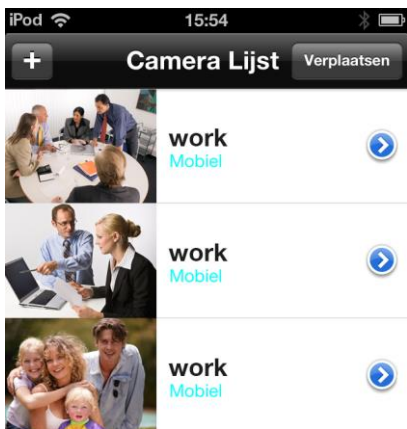 iPod 15:54
+ Camera Lijst Verplaatsen
work
Mobiel
work
Mobiel
work
Mobiel